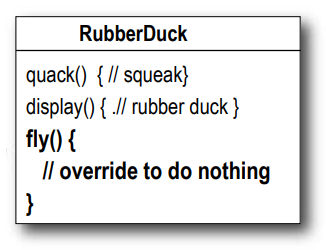 RubberDuck
quack() { // squeak}
display() { .// rubber duck }
fly() {
// override to do nothing
}